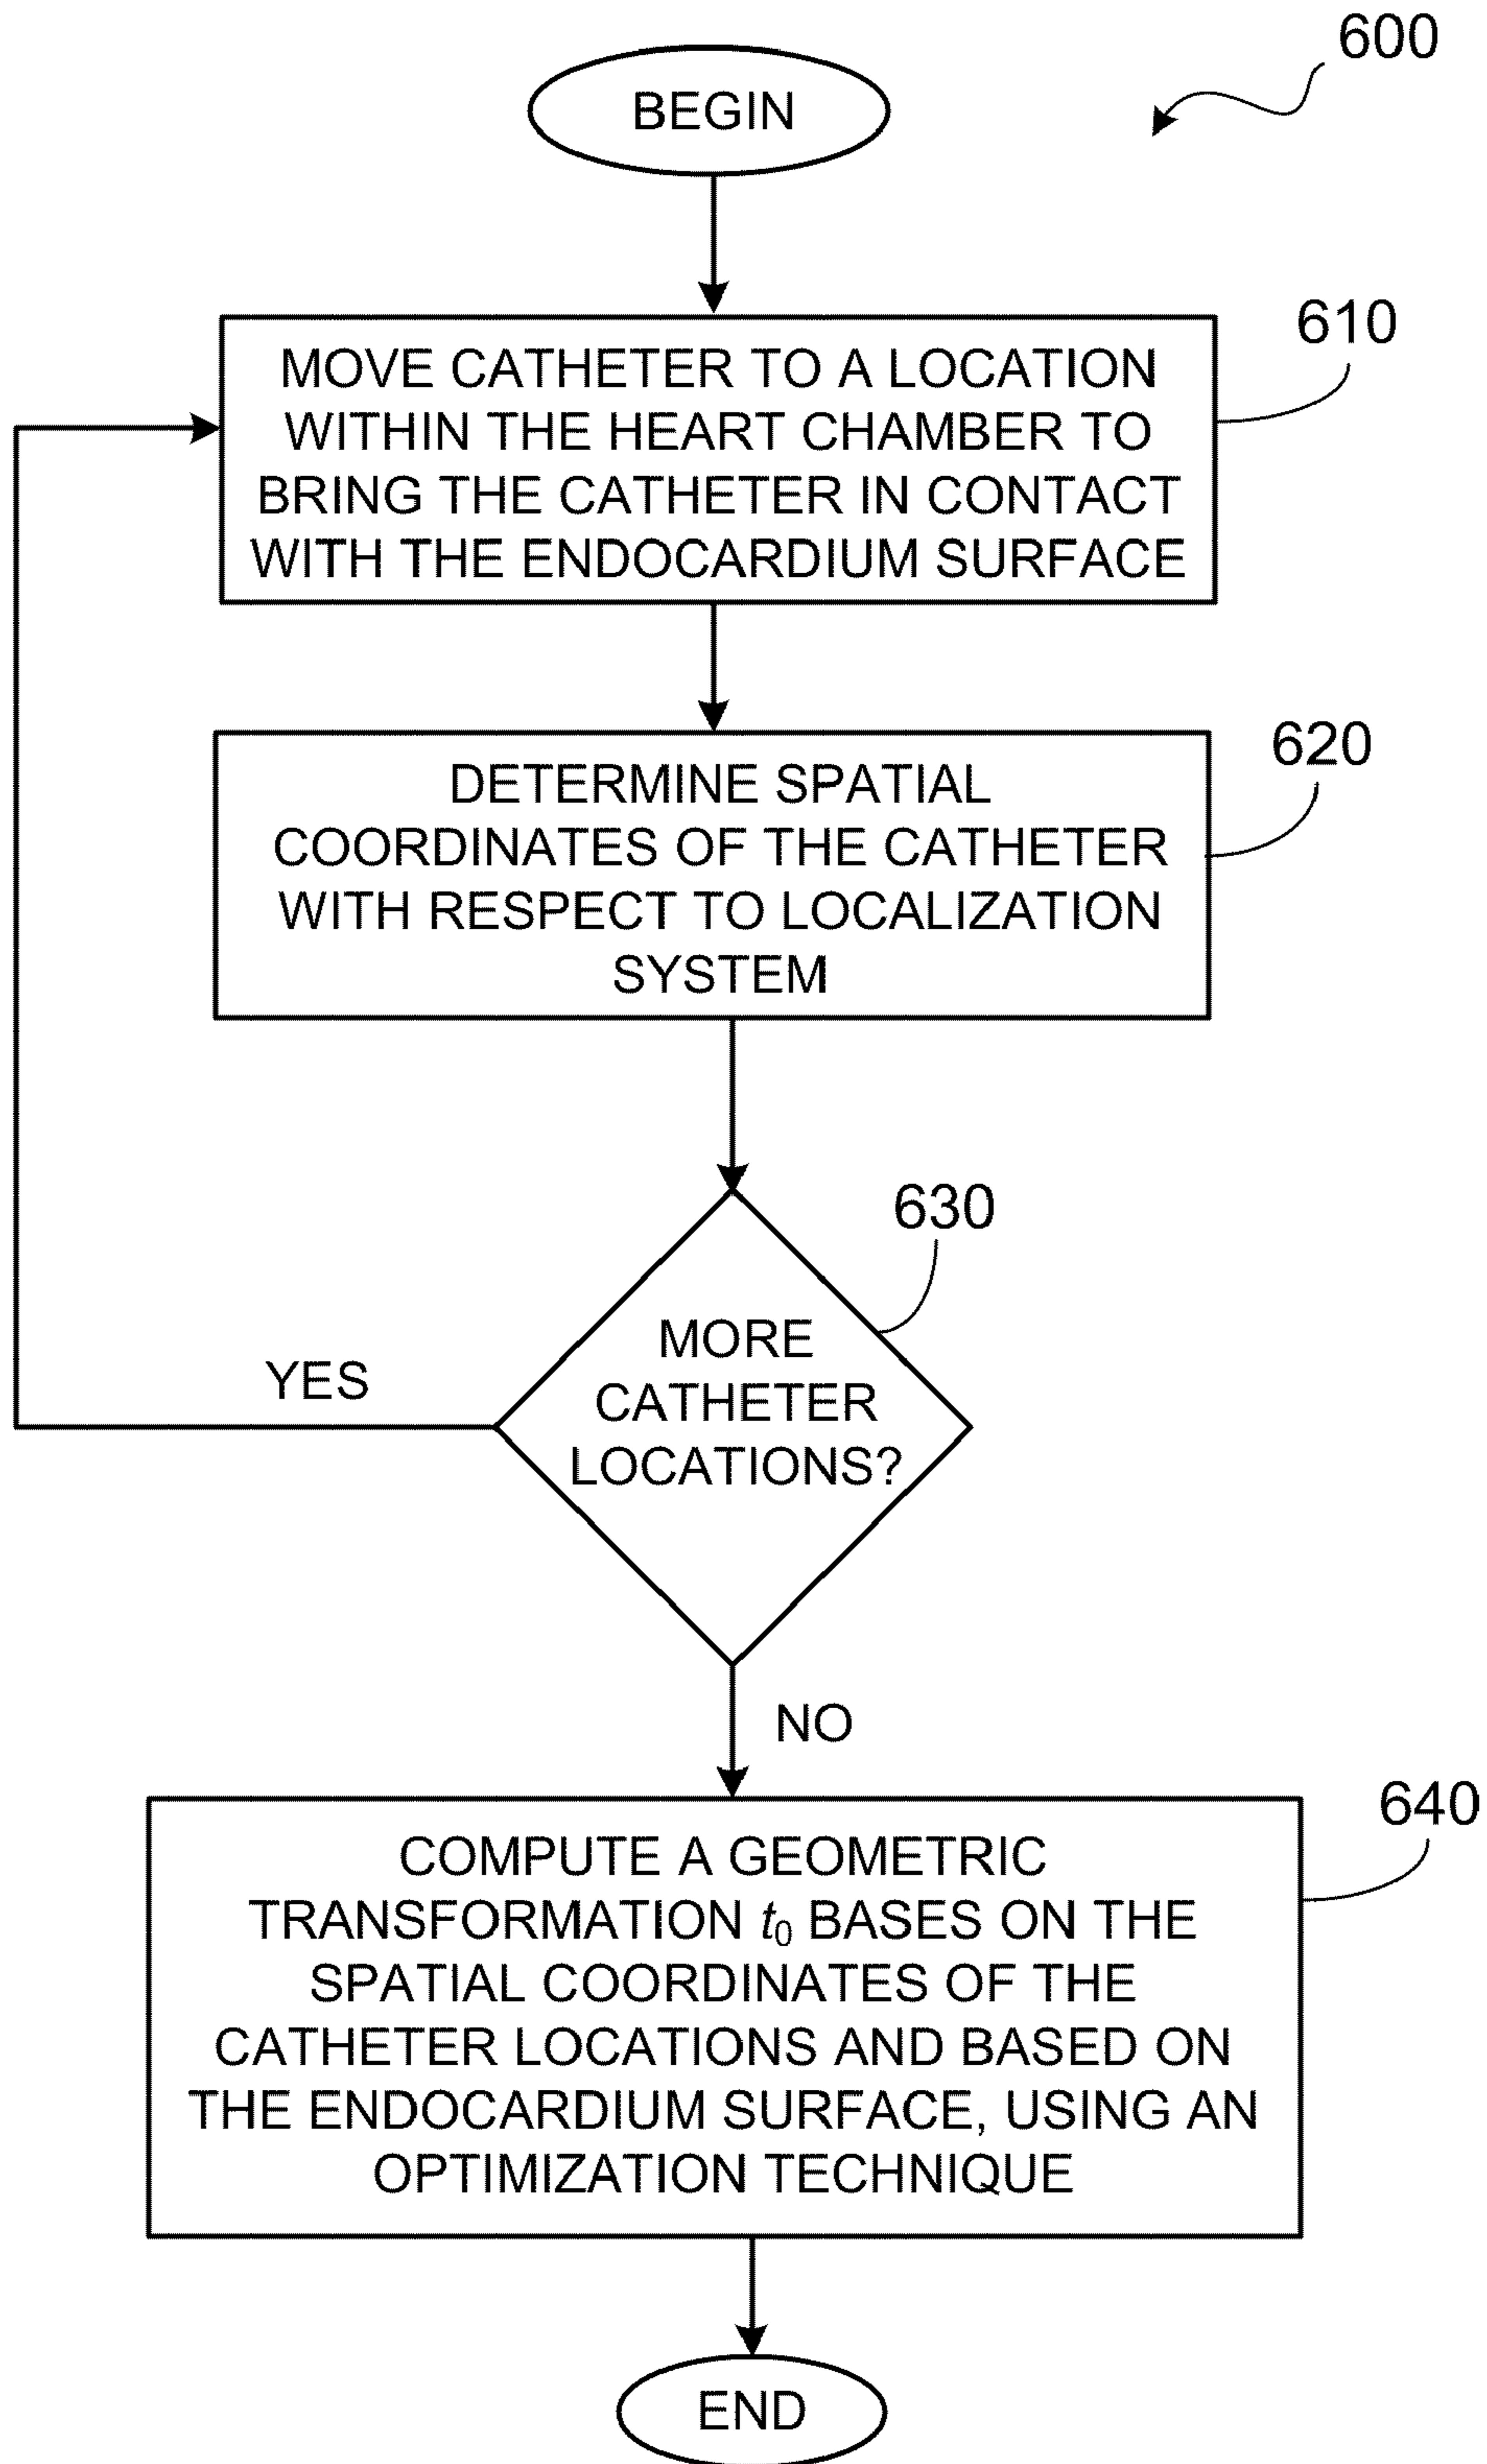 600
BEGIN
610
MOVE CATHETER TO A LOCATION
WITHIN THE HEART CHAMBER TO
BRING THE CATHETER IN CONTACT
WITH THE ENDOCARDIUM SURFACE
620
DETERMINE SPATIAL
COORDINATES OF THE CATHETER
WITH RESPECT TO LOCALIZATION
SYSTEM
630
MORE
CATHETER
LOCATIONS?
YES
NO
640
COMPUTE A GEOMETRIC
TRANSFORMATION t₀ BASES ON THE
SPATIAL COORDINATES OF THE
CATHETER LOCATIONS AND BASED ON
THE ENDOCARDIUM SURFACE, USING AN
OPTIMIZATION TECHNIQUE
END